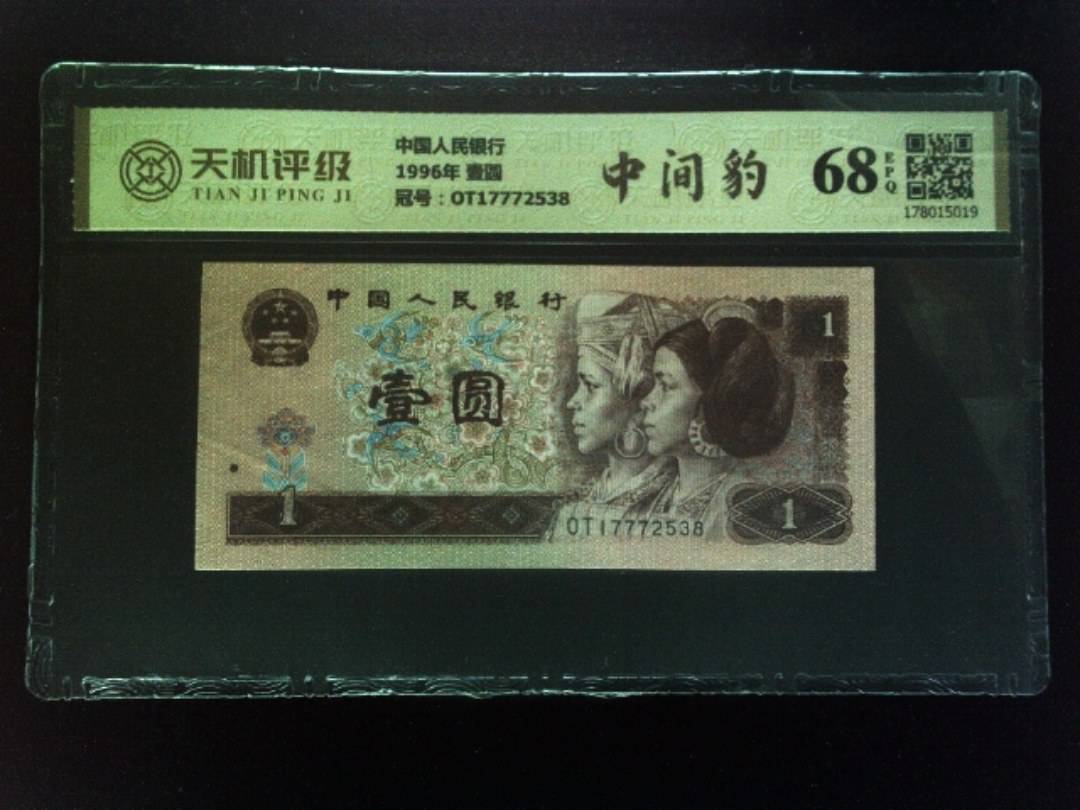 天机评级
TIAN JI PING JI
中国人民银行
1996年 壹圆
冠号：OT17772538
中间豹
68
EPQ
178015019
中国人民银行
壹圆
1
1
1
OT17772538